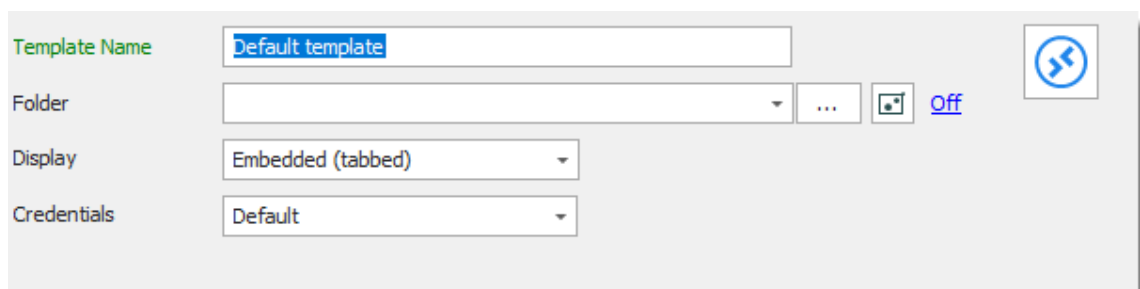 Template Name Default template
Folder ... Off
Display Embedded (tabbed)
Credentials Default